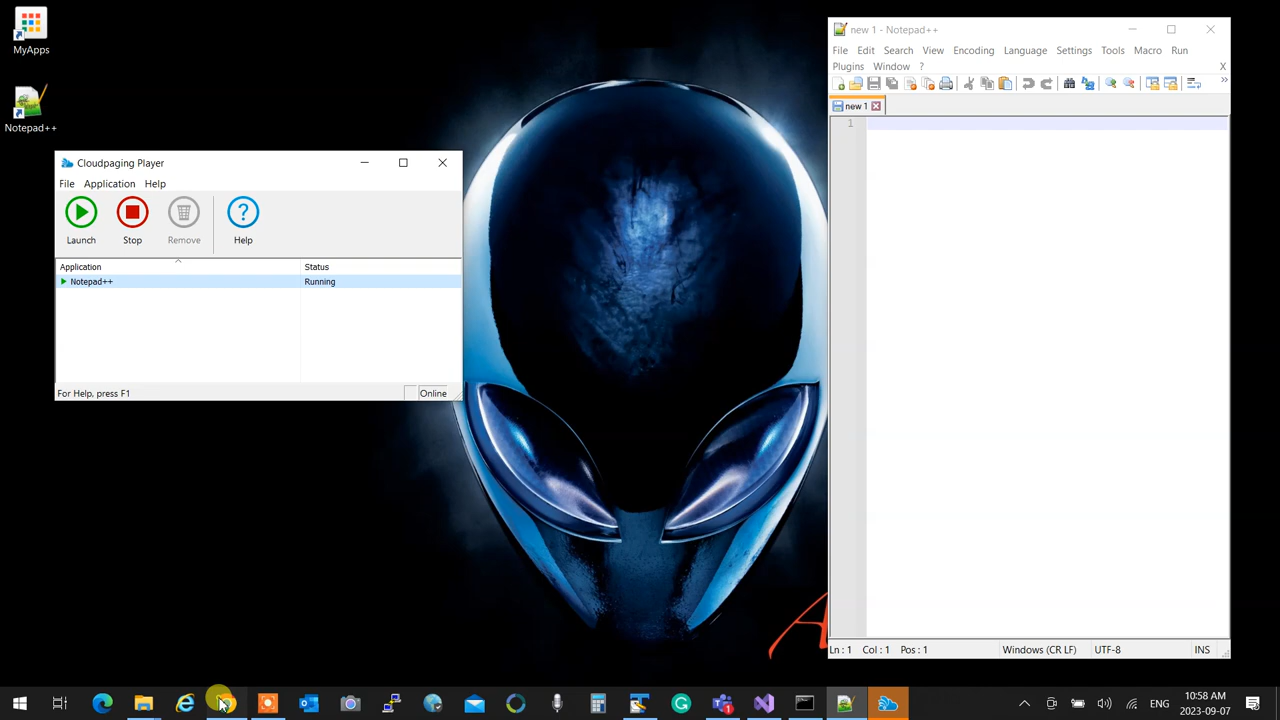 MyApps
Notepad++
Cloudpaging Player
File Application Help
Launch Stop Remove Help
Application Status
Notepad++ Running
For Help, press F1 Online
new 1 - Notepad++
File Edit Search View Encoding Language Settings Tools Macro Run
Plugins Window ? X
new 1
1
Ln : 1 Col : 1 Pos : 1 Windows (CR LF) UTF-8 INS
A
ENG
10:58 AM
2023-09-07